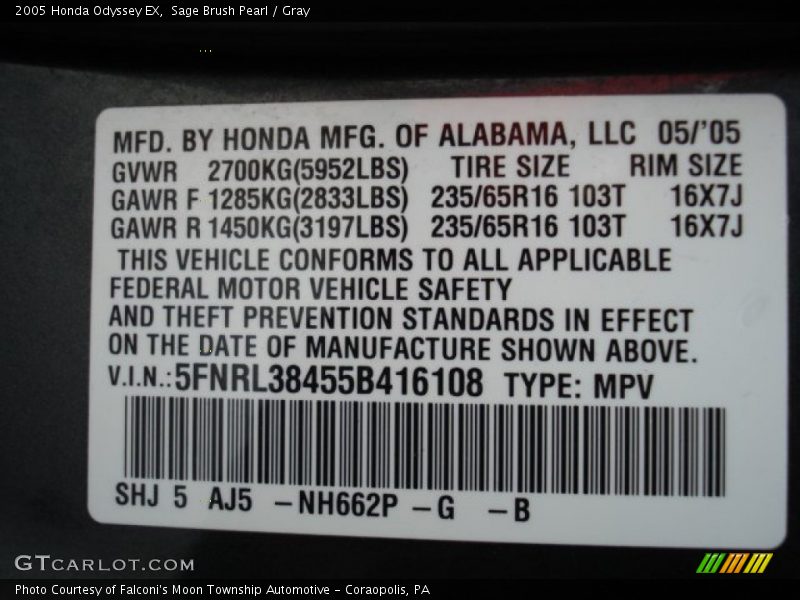 2005 Honda Odyssey EX, Sage Brush Pearl / Gray
MFD. BY HONDA MFG. OF ALABAMA, LLC 05/'05
GVWR 2700KG(5952LBS) TIRE SIZE RIM SIZE
GAWR F 1285KG(2833LBS) 235/65R16 103T 16X7J
GAWR R 1450KG(3197LBS) 235/65R16 103T 16X7J
THIS VEHICLE CONFORMS TO ALL APPLICABLE
FEDERAL MOTOR VEHICLE SAFETY
AND THEFT PREVENTION STANDARDS IN EFFECT
ON THE DATE OF MANUFACTURE SHOWN ABOVE.
V.I.N.:5FNRL38455B416108 TYPE: MPV
SHJ 5 AJ5 -NH662P -G -B
GTCARLOT.COM
Photo Courtesy of Falconi's Moon Township Automotive - Coraopolis, PA